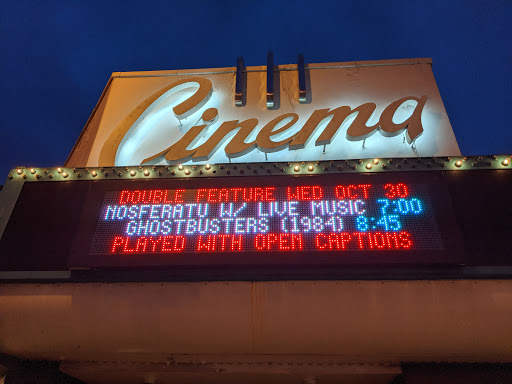 Cinema
DOUBLE FEATURE WED OCT 30
NOSFERATU W/ LIVE MUSIC 7:00
GHOSTBUSTERS (1984) 8:45
PLAYED WITH OPEN CAPTIONS